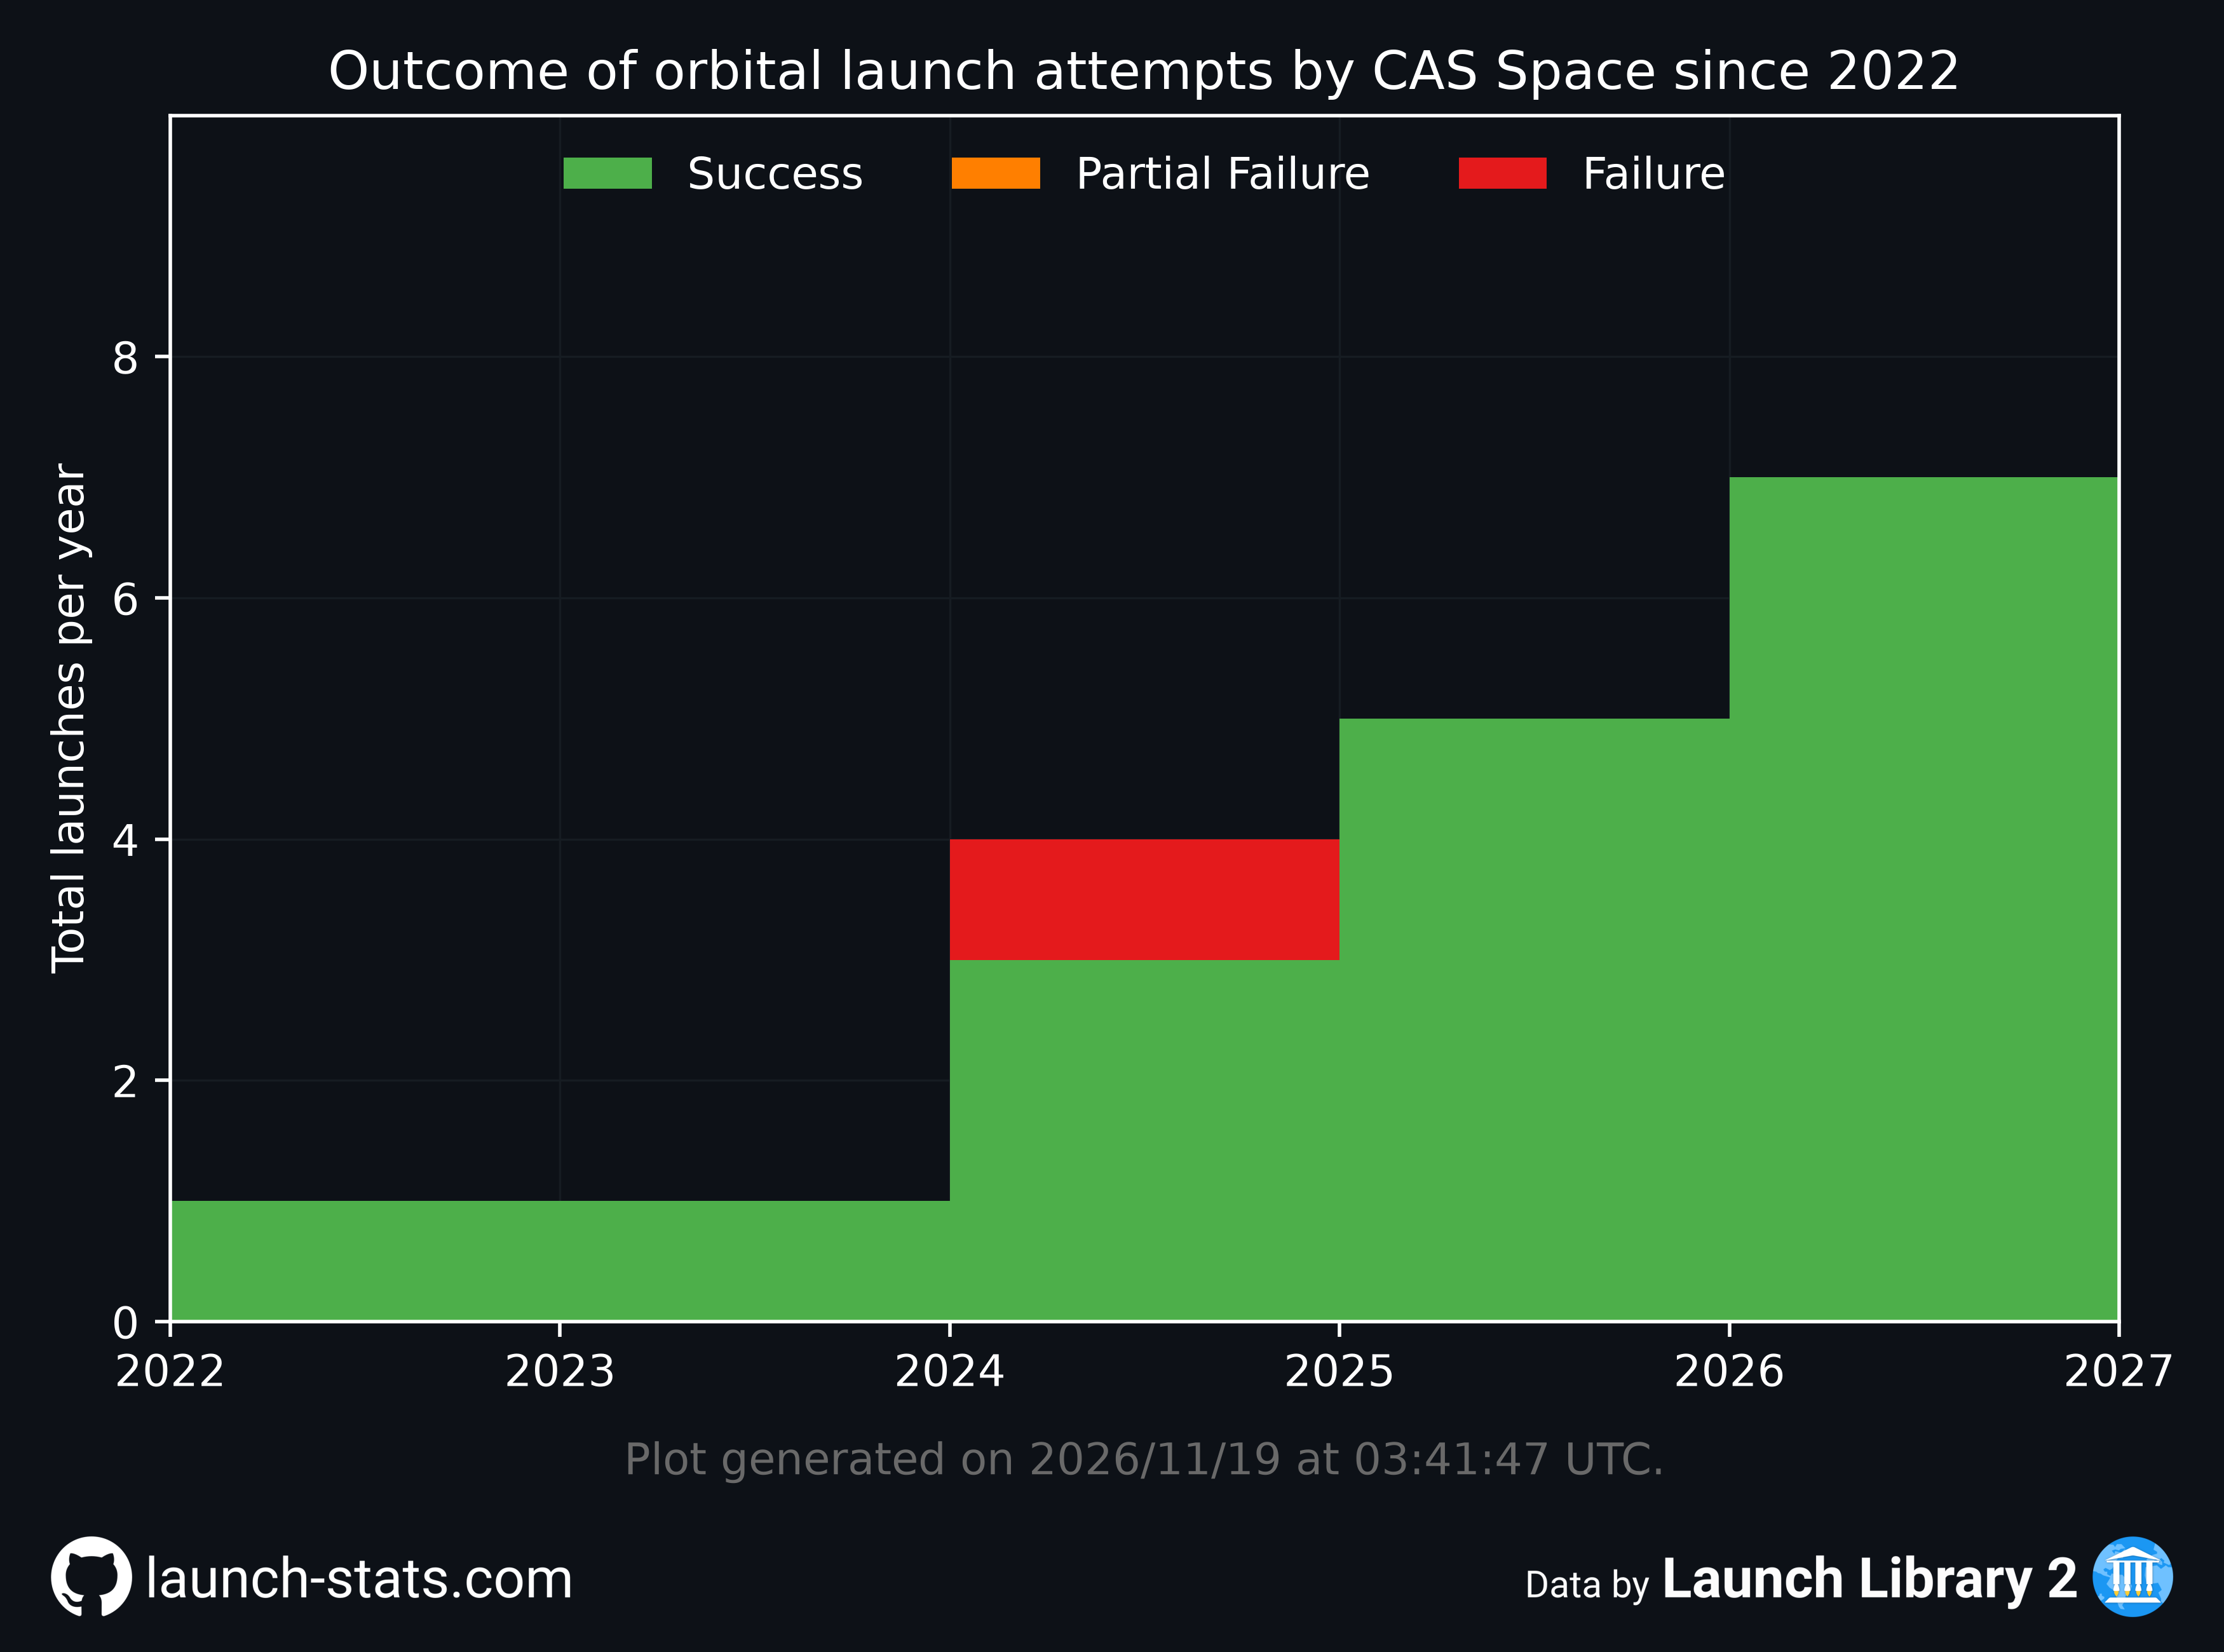 Outcome of orbital launch attempts by CAS Space since 2022
Success Partial Failure Failure
Total launches per year
8
6
4
2
0
2022 2023 2024 2025 2026 2027
Plot generated on 2026/11/19 at 03:41:47 UTC.
launch-stats.com
Data by Launch Library 2